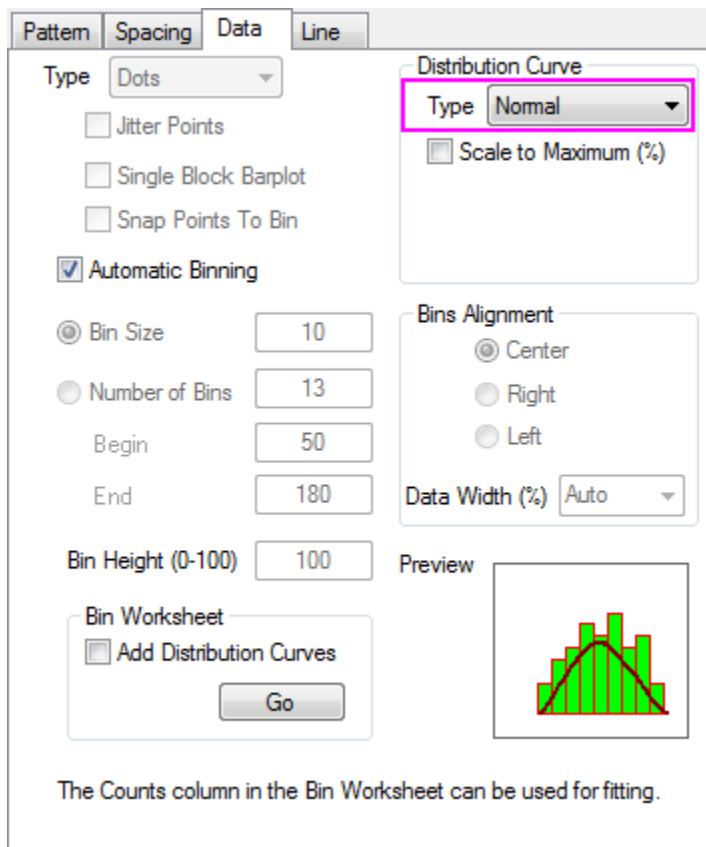 Pattern Spacing Data Line
Type Dots
Jitter Points
Single Block Barplot
Snap Points To Bin
Automatic Binning
Bin Size 10
Number of Bins 13
Begin 50
End 180
Bin Height (0-100) 100
Bin Worksheet
Add Distribution Curves
Go
Distribution Curve
Type Normal
Scale to Maximum (%)
Bins Alignment
Center
Right
Left
Data Width (%) Auto
Preview
The Counts column in the Bin Worksheet can be used for fitting.